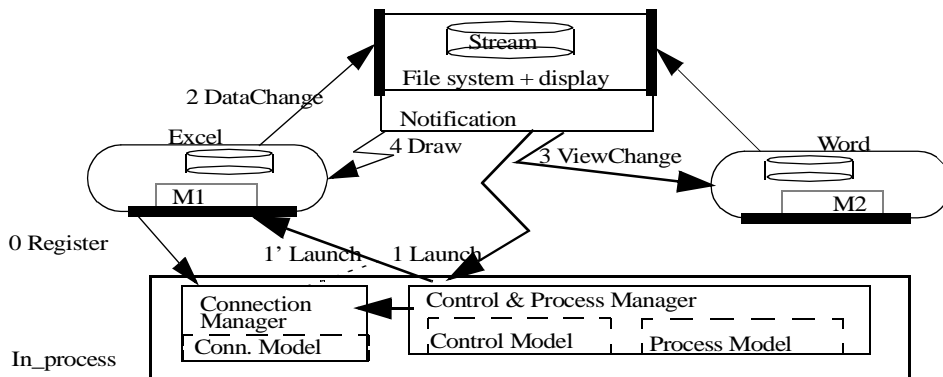 Stream
File system + display
2 DataChange
Notification
Excel
4 Draw
3 ViewChange
Word
M1
M2
0 Register
1’ Launch
1 Launch
Connection
Manager
Control & Process Manager
Conn. Model
Control Model
Process Model
In_process